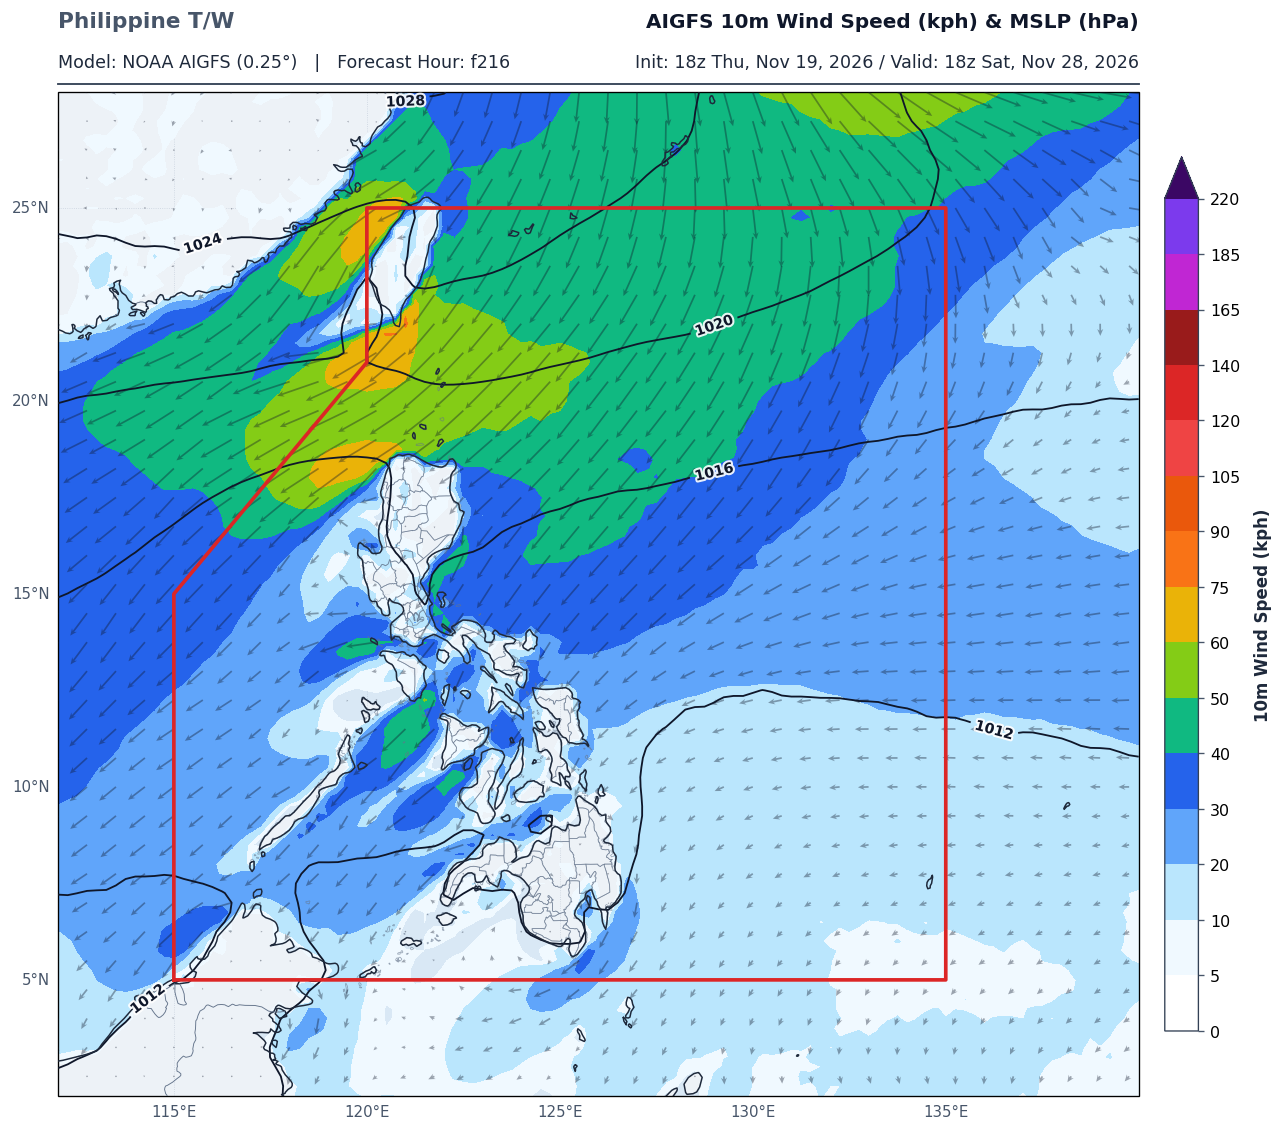 Philippine T/W
AIGFS 10m Wind Speed (kph) & MSLP (hPa)
Model: NOAA AIGFS (0.25°) | Forecast Hour: f216
Init: 18z Thu, Nov 19, 2026 / Valid: 18z Sat, Nov 28, 2026
1028
1024
1020
1016
1012
1012
25°N
20°N
15°N
10°N
5°N
115°E
120°E
125°E
130°E
135°E
220
185
165
140
120
105
90
75
60
50
40
30
20
10
5
0
10m Wind Speed (kph)